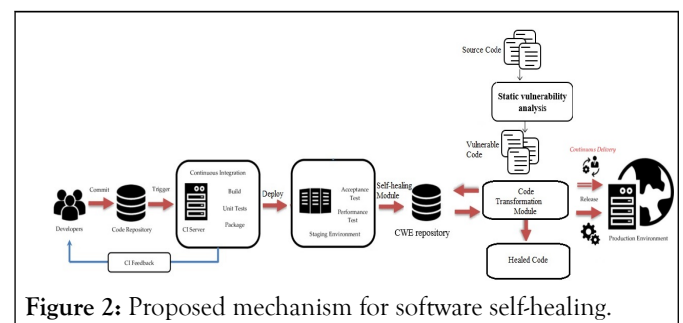 Source Code
Static vulnerability
analysis
Vulnerable
Code
Continuous Delivery
Continuous Integration
Build
Unit Tests
Package
CI Server
Commit
Trigger
Developers
Code Repository
CI Feedback
Deploy
Acceptance
Test
Performance
Test
Staging Environment
Self-healing
Module
CWE repository
Code
Transformation
Module
Release
Production Environment
Healed Code
Figure 2: Proposed mechanism for software self-healing.